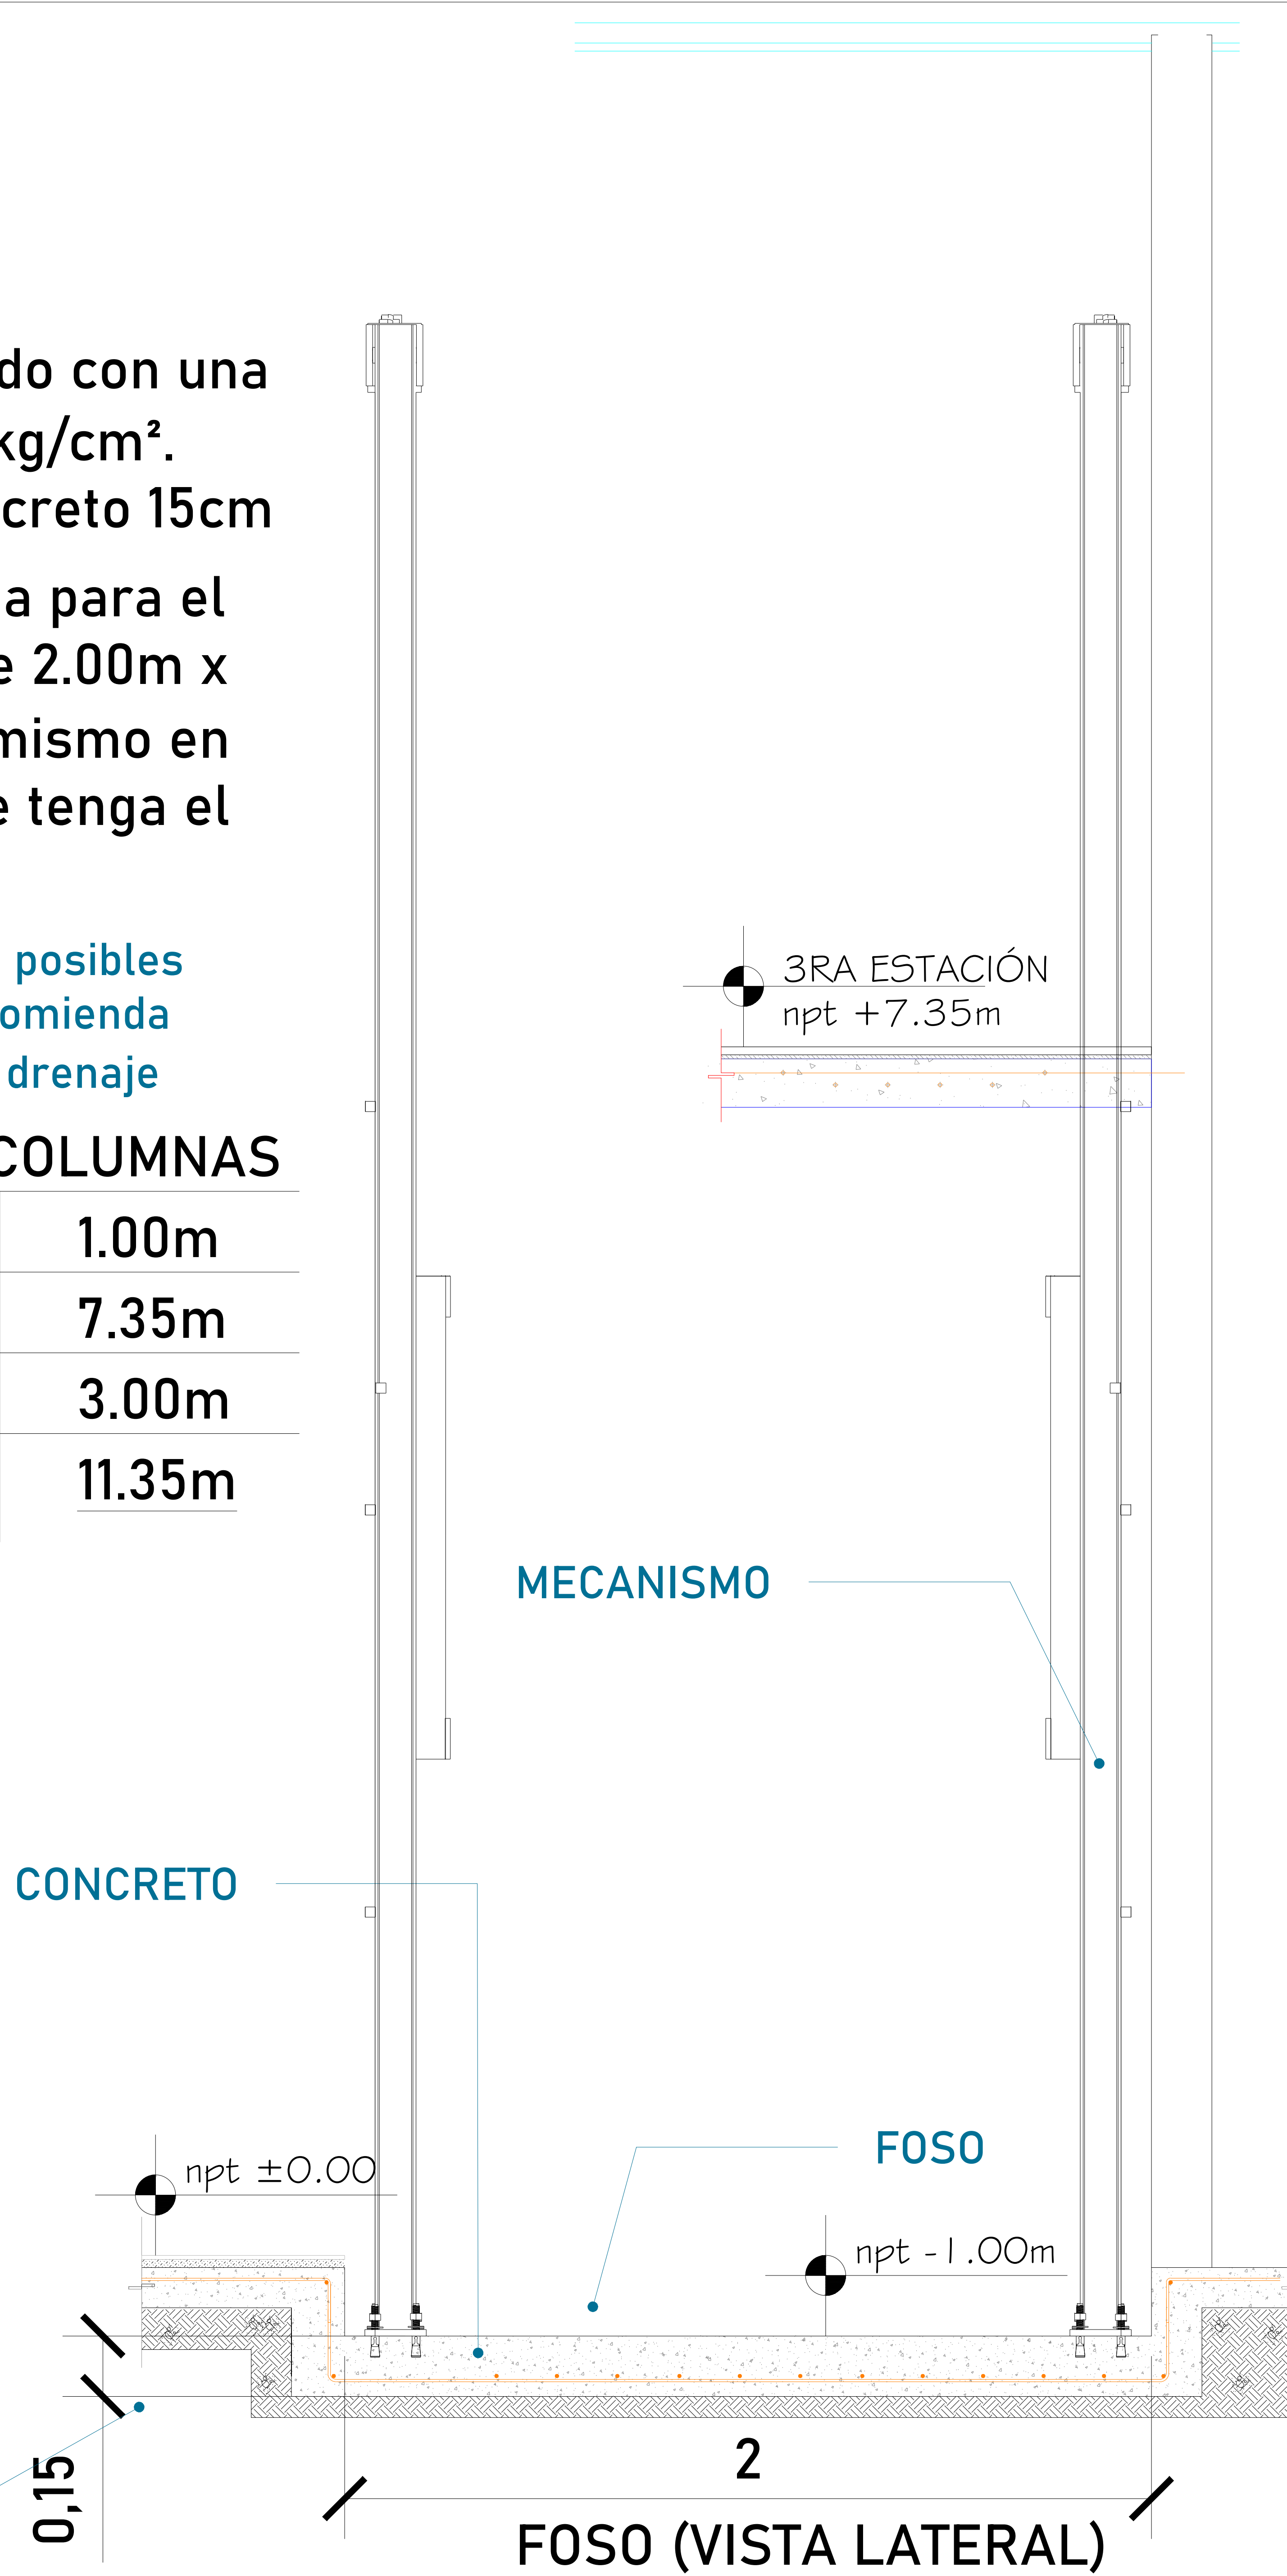 do con una
kg/cm².
creto 15cm
a para el
e 2.00m x
mismo en
e tenga el
posibles
omienda
drenaje
COLUMNAS
1.00m
7.35m
3.00m
11.35m
3RA ESTACIÓN
npt +7.35m
MECANISMO
CONCRETO
FOSO
npt ±0.00
npt -1.00m
0,15
2
FOSO (VISTA LATERAL)